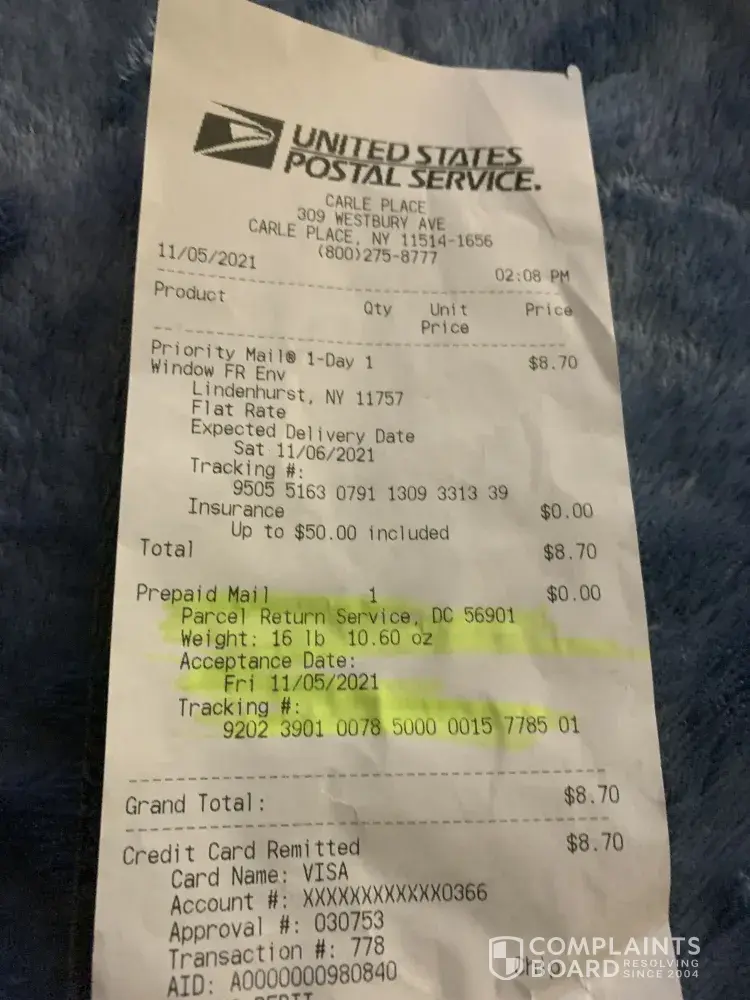 UNITED STATES
POSTAL SERVICE.
CARLE PLACE
309 WESTBURY AVE
CARLE PLACE, NY 11514-1656
(800)275-8777
11/05/2021 02:08 PM
Product Qty Unit Price
Price
Priority Mail® 1-Day 1 $8.70
Window FR Env
Lindenhurst, NY 11757
Flat Rate
Expected Delivery Date
Sat 11/06/2021
Tracking #:
9505 5163 0791 1309 3313 39
Insurance $0.00
Up to $50.00 included
Total $8.70
Prepaid Mail 1 $0.00
Parcel Return Service, DC 56901
Weight: 16 lb 10.60 oz
Acceptance Date:
Fri 11/05/2021
Tracking #:
9202 3901 0078 5000 0015 7785 01
Grand Total: $8.70
Credit Card Remitted $8.70
Card Name: VISA
Account #: XXXXXXXXXXXX0366
Approval #: 030753
Transaction #: 778
AID: A0000000980840 Chip
COMPLAINTS
BOARD RESOLVING
SINCE 2004